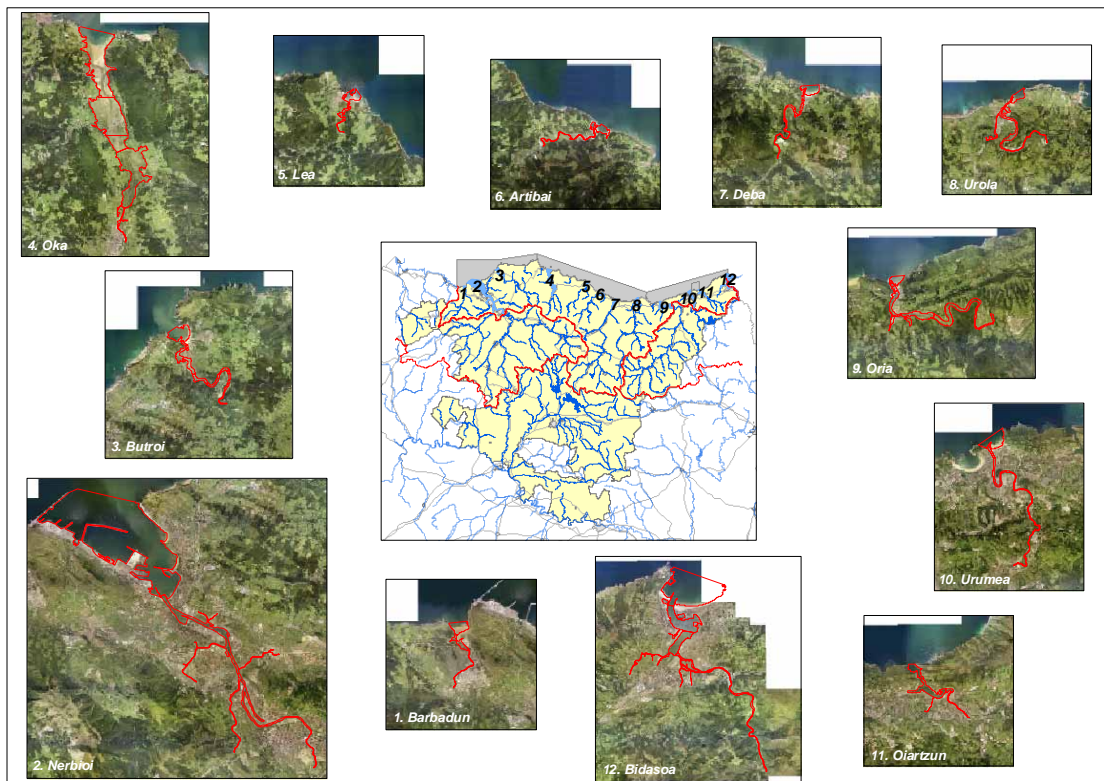 4. Oka
5. Lea
6. Artibai
7. Deba
8. Urola
3. Butroi
1
2
3
4
5
6
7
8
9
10
11
12
9. Oria
2. Nerbioi
1. Barbadun
12. Bidasoa
10. Urumea
11. Oiartzun